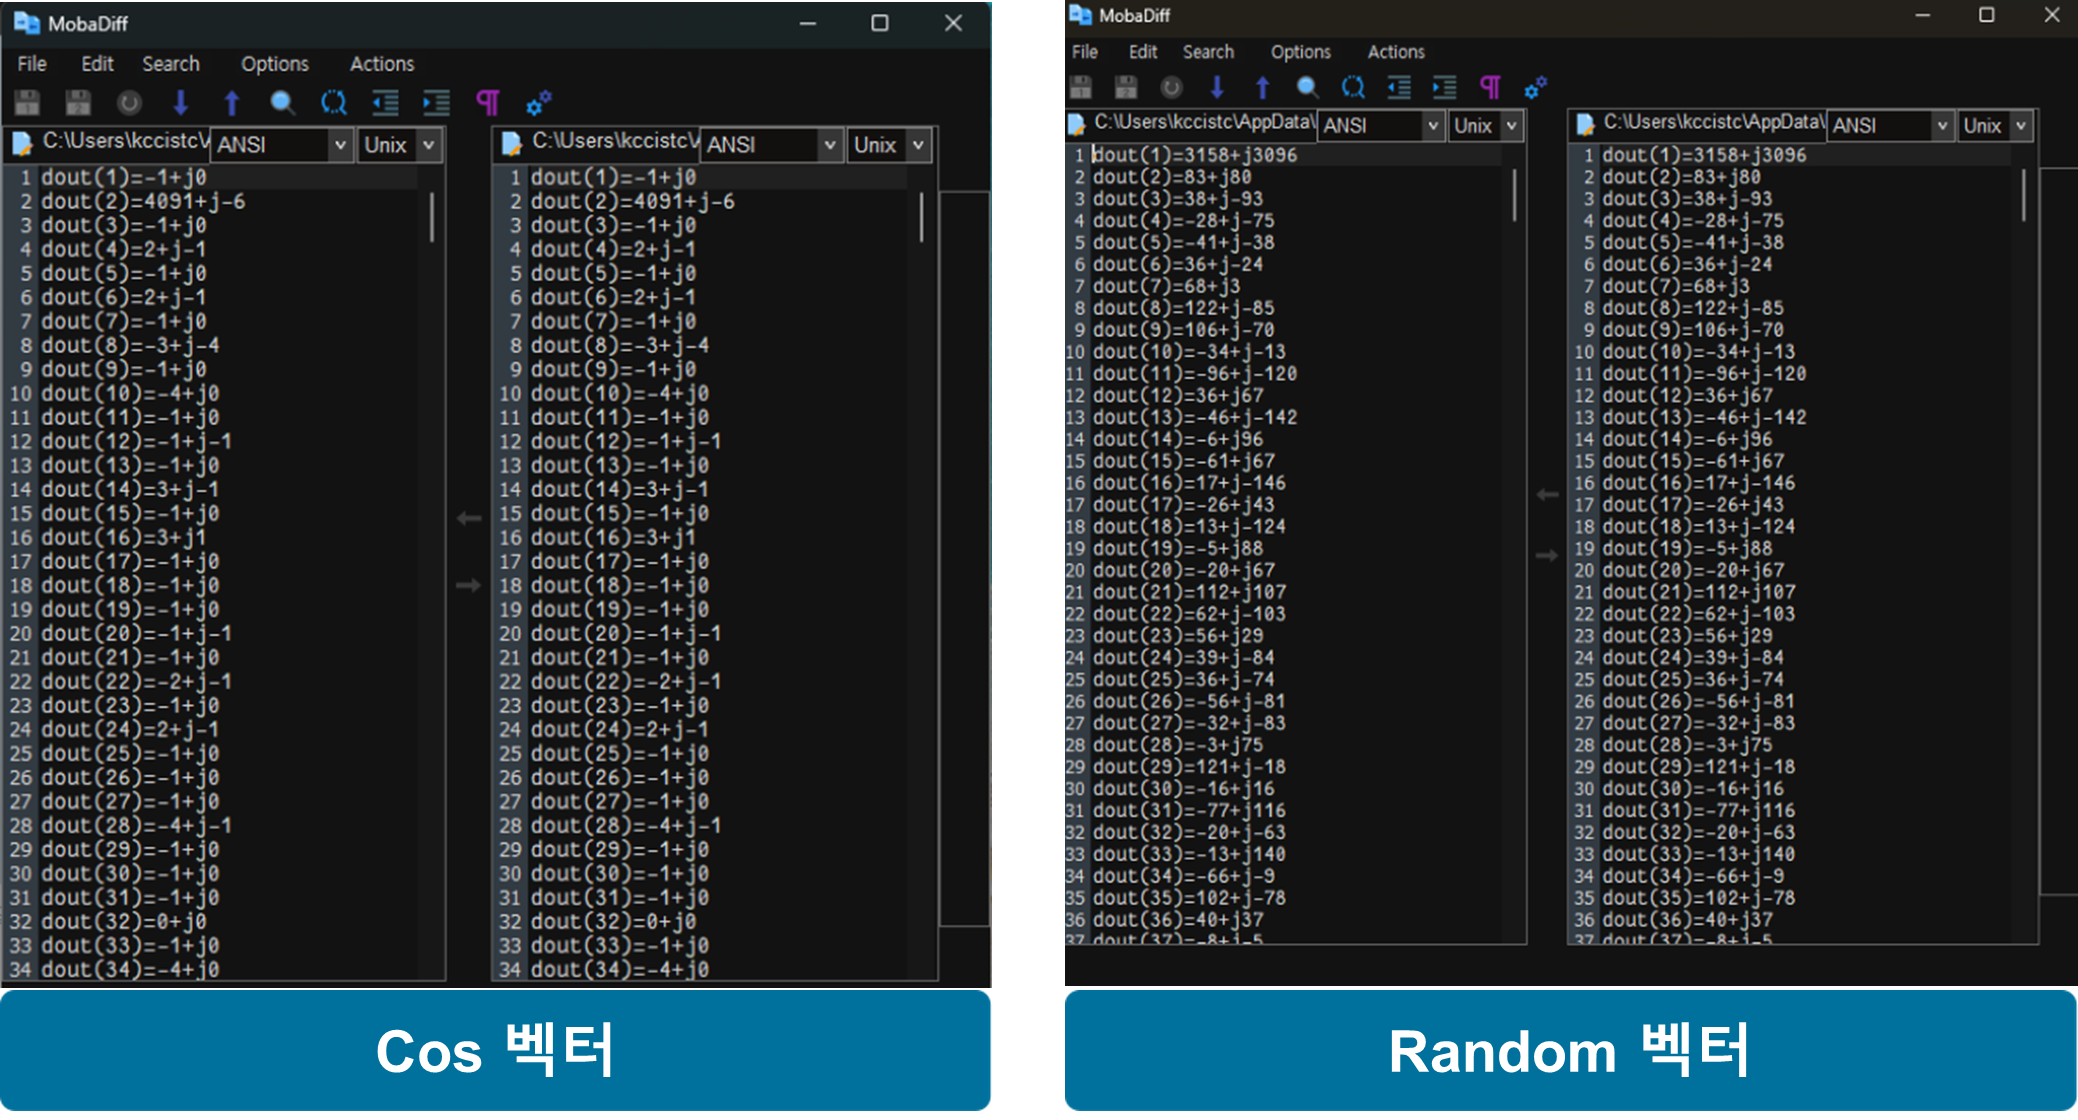 MobaDiff
File Edit Search Options Actions
C:\Users\kccistc\ ANSI Unix
1 dout(1)=-1+j0
2 dout(2)=4091+j-6
3 dout(3)=-1+j0
4 dout(4)=2+j-1
5 dout(5)=-1+j0
6 dout(6)=2+j-1
7 dout(7)=-1+j0
8 dout(8)=-3+j-4
9 dout(9)=-1+j0
10 dout(10)=-4+j0
11 dout(11)=-1+j0
12 dout(12)=-1+j-1
13 dout(13)=-1+j0
14 dout(14)=3+j-1
15 dout(15)=-1+j0
16 dout(16)=3+j1
17 dout(17)=-1+j0
18 dout(18)=-1+j0
19 dout(19)=-1+j0
20 dout(20)=-1+j-1
21 dout(21)=-1+j0
22 dout(22)=-2+j-1
23 dout(23)=-1+j0
24 dout(24)=2+j-1
25 dout(25)=-1+j0
26 dout(26)=-1+j0
27 dout(27)=-1+j0
28 dout(28)=-4+j-1
29 dout(29)=-1+j0
30 dout(30)=-1+j0
31 dout(31)=-1+j0
32 dout(32)=0+j0
33 dout(33)=-1+j0
34 dout(34)=-4+j0
C:\Users\kccistc\ ANSI Unix
1 dout(1)=-1+j0
2 dout(2)=4091+j-6
3 dout(3)=-1+j0
4 dout(4)=2+j-1
5 dout(5)=-1+j0
6 dout(6)=2+j-1
7 dout(7)=-1+j0
8 dout(8)=-3+j-4
9 dout(9)=-1+j0
10 dout(10)=-4+j0
11 dout(11)=-1+j0
12 dout(12)=-1+j-1
13 dout(13)=-1+j0
14 dout(14)=3+j-1
15 dout(15)=-1+j0
16 dout(16)=3+j1
17 dout(17)=-1+j0
18 dout(18)=-1+j0
19 dout(19)=-1+j0
20 dout(20)=-1+j-1
21 dout(21)=-1+j0
22 dout(22)=-2+j-1
23 dout(23)=-1+j0
24 dout(24)=2+j-1
25 dout(25)=-1+j0
26 dout(26)=-1+j0
27 dout(27)=-1+j0
28 dout(28)=-4+j-1
29 dout(29)=-1+j0
30 dout(30)=-1+j0
31 dout(31)=-1+j0
32 dout(32)=0+j0
33 dout(33)=-1+j0
34 dout(34)=-4+j0
Cos 벡터
MobaDiff
File Edit Search Options Actions
C:\Users\kccistc\AppData\ ANSI Unix
1 dout(1)=3158+j3096
2 dout(2)=83+j80
3 dout(3)=38+j-93
4 dout(4)=-28+j-75
5 dout(5)=-41+j-38
6 dout(6)=36+j-24
7 dout(7)=68+j3
8 dout(8)=122+j-85
9 dout(9)=106+j-70
10 dout(10)=-34+j-13
11 dout(11)=-96+j-120
12 dout(12)=36+j67
13 dout(13)=-46+j-142
14 dout(14)=-6+j96
15 dout(15)=-61+j67
16 dout(16)=17+j-146
17 dout(17)=-26+j43
18 dout(18)=13+j-124
19 dout(19)=-5+j88
20 dout(20)=-20+j67
21 dout(21)=112+j107
22 dout(22)=62+j-103
23 dout(23)=56+j29
24 dout(24)=39+j-84
25 dout(25)=36+j-74
26 dout(26)=-56+j-81
27 dout(27)=-32+j-83
28 dout(28)=-3+j75
29 dout(29)=121+j-18
30 dout(30)=-16+j16
31 dout(31)=-77+j116
32 dout(32)=-20+j-63
33 dout(33)=-13+j140
34 dout(34)=-66+j-9
35 dout(35)=102+j-78
36 dout(36)=40+j37
37 dout(37)=-8+j-5
C:\Users\kccistc\AppData\ ANSI Unix
1 dout(1)=3158+j3096
2 dout(2)=83+j80
3 dout(3)=38+j-93
4 dout(4)=-28+j-75
5 dout(5)=-41+j-38
6 dout(6)=36+j-24
7 dout(7)=68+j3
8 dout(8)=122+j-85
9 dout(9)=106+j-70
10 dout(10)=-34+j-13
11 dout(11)=-96+j-120
12 dout(12)=36+j67
13 dout(13)=-46+j-142
14 dout(14)=-6+j96
15 dout(15)=-61+j67
16 dout(16)=17+j-146
17 dout(17)=-26+j43
18 dout(18)=13+j-124
19 dout(19)=-5+j88
20 dout(20)=-20+j67
21 dout(21)=112+j107
22 dout(22)=62+j-103
23 dout(23)=56+j29
24 dout(24)=39+j-84
25 dout(25)=36+j-74
26 dout(26)=-56+j-81
27 dout(27)=-32+j-83
28 dout(28)=-3+j75
29 dout(29)=121+j-18
30 dout(30)=-16+j16
31 dout(31)=-77+j116
32 dout(32)=-20+j-63
33 dout(33)=-13+j140
34 dout(34)=-66+j-9
35 dout(35)=102+j-78
36 dout(36)=40+j37
37 dout(37)=-8+j-5
Random 벡터